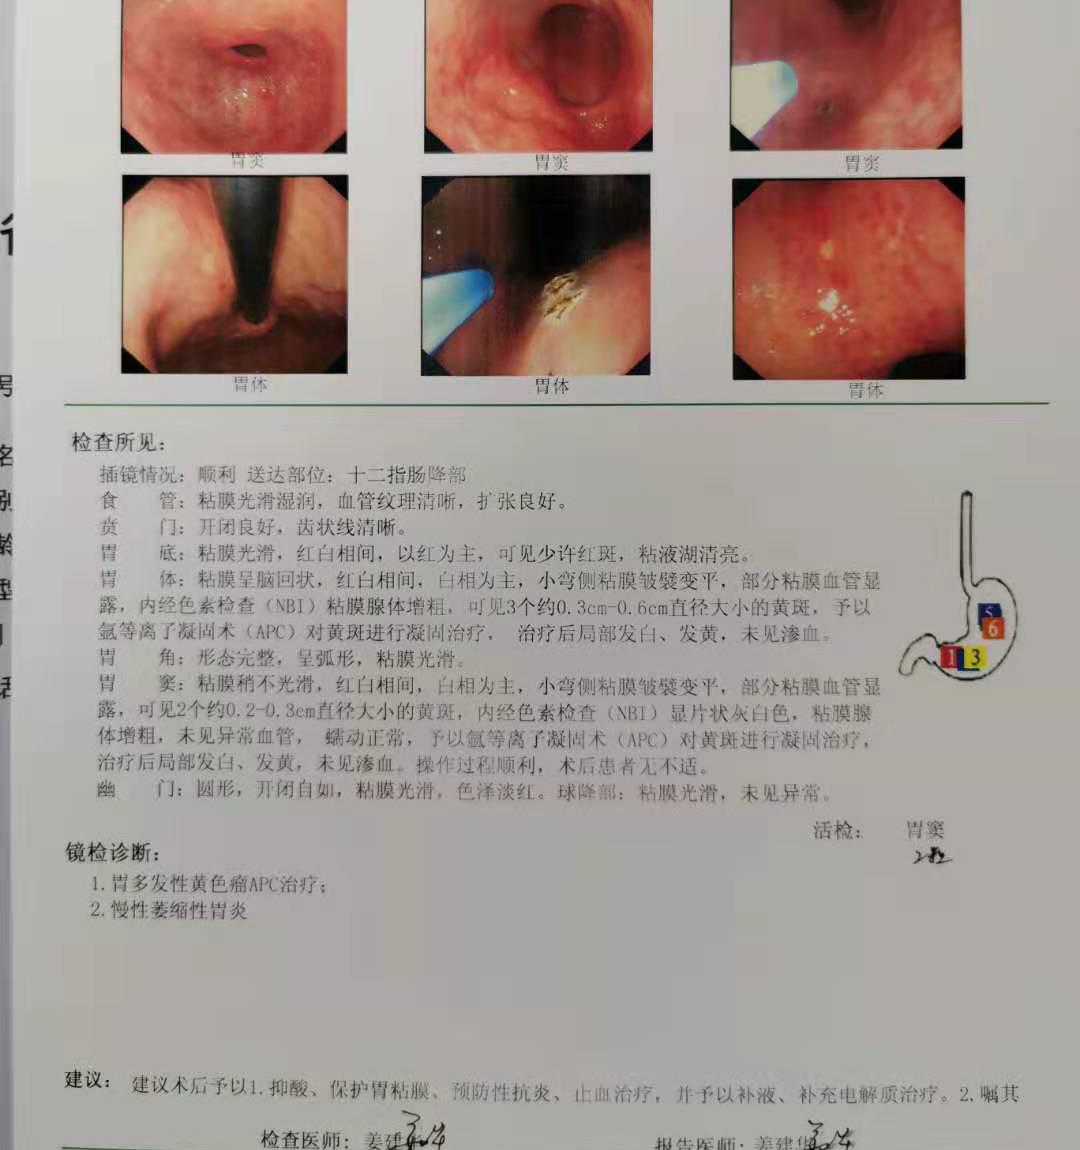 胃窦
胃窦
胃窦
胃体
胃体
胃体
检查所见：
插镜情况：顺利 送达部位：十二指肠降部
食 管：粘膜光滑湿润，血管纹理清晰，扩张良好。
贲 门：开闭良好，齿状线清晰。
胃 底：粘膜光滑，红白相间，以红为主，可见少许红斑，粘液湖清亮。
胃 体：粘膜呈脑回状，红白相间，白相为主，小弯侧粘膜皱襞变平，部分粘膜血管显
露，内经色素检查（NBI）粘膜腺体增粗，可见3个约0.3cm-0.6cm直径大小的黄斑，予以
氩等离子凝固术（APC）对黄斑进行凝固治疗， 治疗后局部发白、发黄，未见渗血。
胃 角：形态完整，呈弧形，粘膜光滑。
胃 窦：粘膜稍不光滑，红白相间，白相为主，小弯侧粘膜皱襞变平，部分粘膜血管显
露，可见2个约0.2-0.3cm直径大小的黄斑，内经色素检查（NBI）显片状灰白色，粘膜腺
体增粗，未见异常血管， 蠕动正常，予以氩等离子凝固术（APC）对黄斑进行凝固治疗，
治疗后局部发白、发黄，未见渗血。操作过程顺利，术后患者无不适。
幽 门：圆形，开闭自如，粘膜光滑，色泽淡红。球降部：粘膜光滑，未见异常。
5
6
1 3
活检： 胃窦
2粒
镜检诊断：
1.胃多发性黄色瘤APC治疗；
2.慢性萎缩性胃炎
建议： 建议术后予以1.抑酸、保护胃粘膜、预防性抗炎、止血治疗，并予以补液、补充电解质治疗。2.嘱其
检查医师：姜建华 报告医师：姜建华
号
名
别
龄
型